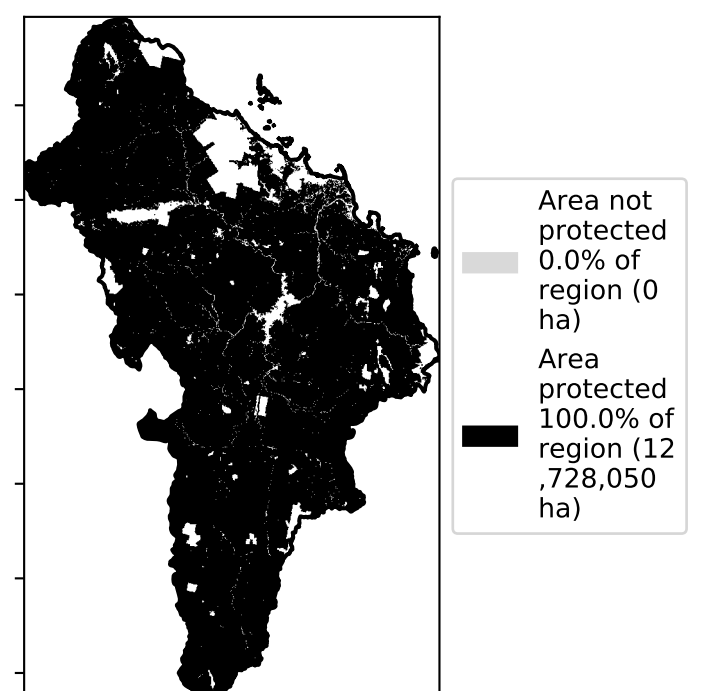 Area not
protected
0.0% of
region (0
ha)
Area
protected
100.0% of
region (12
,728,050
ha)